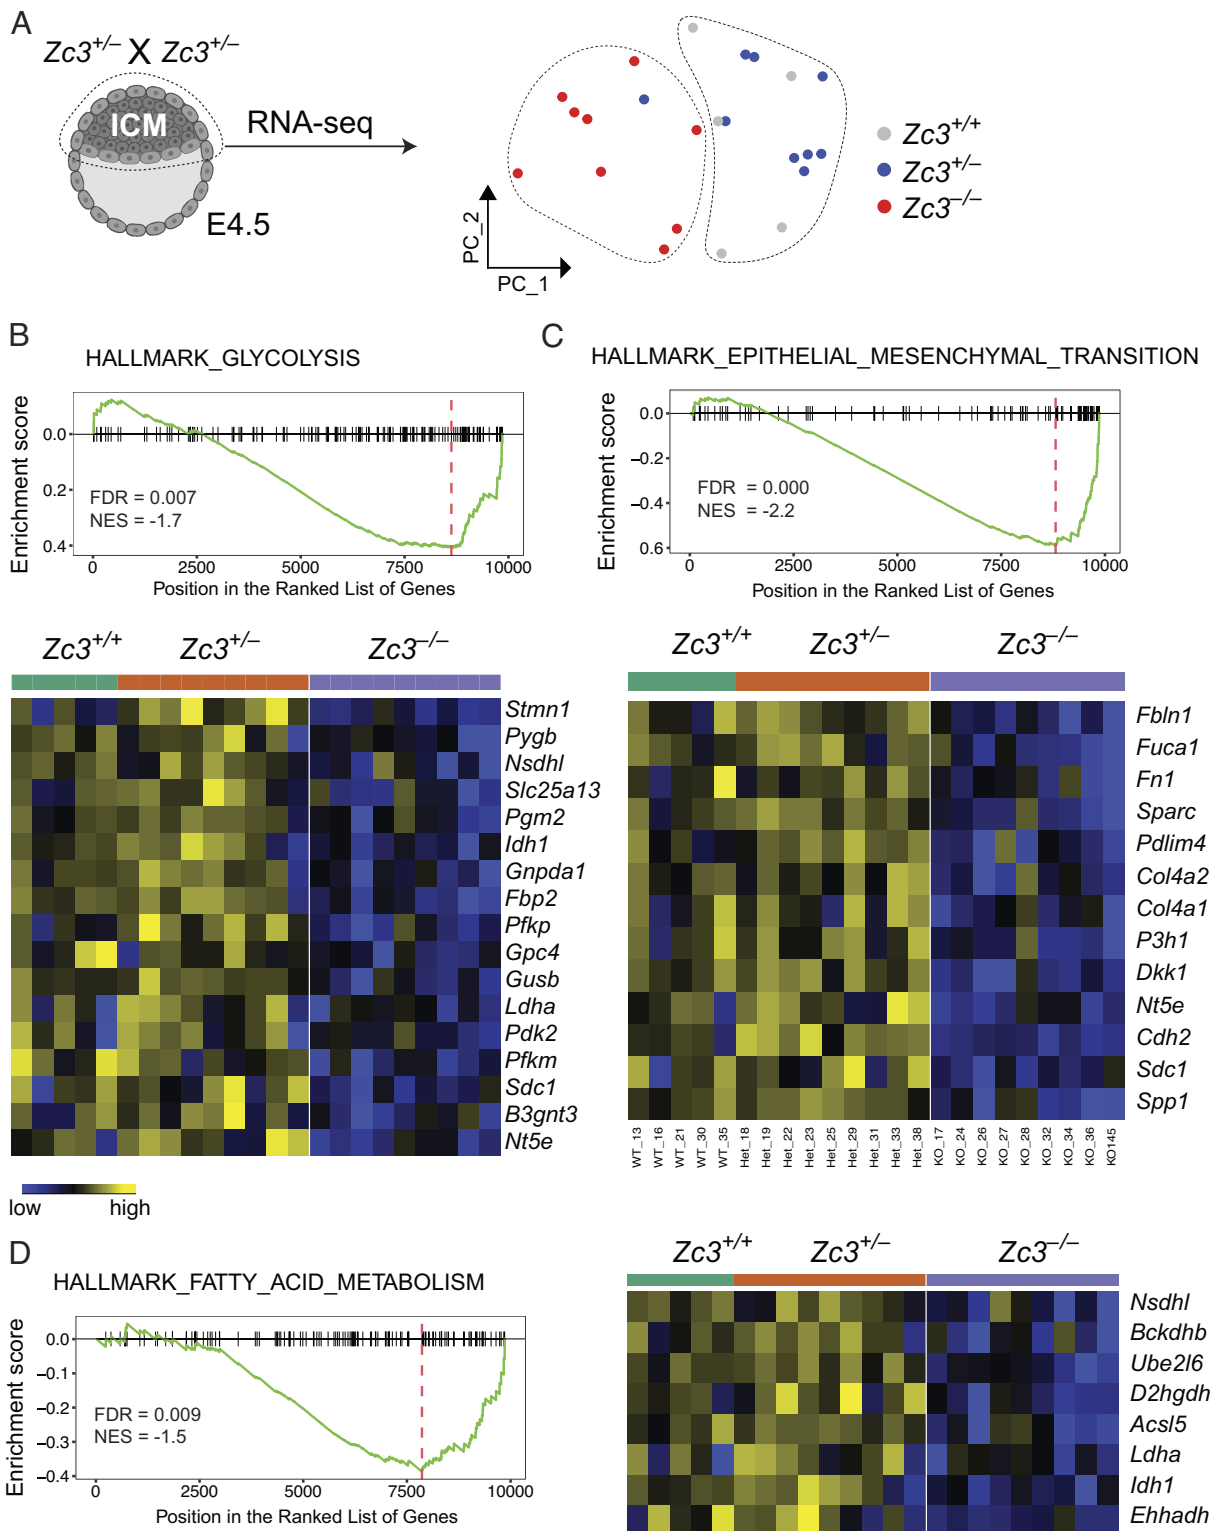 A
Zc3+/– X Zc3+/–
ICM
RNA-seq
E4.5
PC_2
PC_1
Zc3+/+
Zc3+/–
Zc3–/–
B
HALLMARK_GLYCOLYSIS
Enrichment score
0.0
0.2
0.4
FDR = 0.007
NES = -1.7
0 2500 5000 7500 10000
Position in the Ranked List of Genes
C
HALLMARK_EPITHELIAL_MESENCHYMAL_TRANSITION
Enrichment score
0.0
–0.2
–0.4
0.6
FDR = 0.000
NES = -2.2
0 2500 5000 7500 10000
Position in the Ranked List of Genes
Zc3+/+ Zc3+/– Zc3–/–
Stmn1
Pygb
Nsdhl
Slc25a13
Pgm2
Idh1
Gnpda1
Fbp2
Pfkp
Gpc4
Gusb
Ldha
Pdk2
Pfkm
Sdc1
B3gnt3
Nt5e
low high
Zc3+/+ Zc3+/– Zc3–/–
Fbln1
Fuca1
Fn1
Sparc
Pdlim4
Col4a2
Col4a1
P3h1
Dkk1
Nt5e
Cdh2
Sdc1
Spp1
WT_13 WT_16 WT_21 WT_30 WT_35 Het_18 Het_19 Het_22 Het_23 Het_25 Het_29 Het_31 Het_33 Het_38 KO_17 KO_24 KO_26 KO_27 KO_28 KO_32 KO_34 KO_36 KO145
D
HALLMARK_FATTY_ACID_METABOLISM
Enrichment score
0.0
–0.1
–0.2
–0.3
–0.4
FDR = 0.009
NES = -1.5
0 2500 5000 7500 10000
Position in the Ranked List of Genes
Zc3+/+ Zc3+/– Zc3–/–
Nsdhl
Bckdhb
Ube2l6
D2hgdh
Acsl5
Ldha
Idh1
Ehhadh